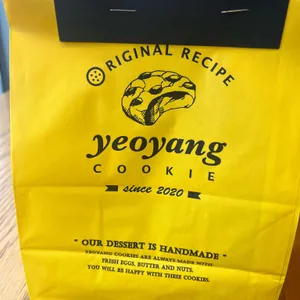 ORIGINAL RECIPE
yeoyang
COOKIE
since 2020
" OUR DESSERT IS HANDMADE "
YEOYANG COOKIES ARE ALWAYS MADE WITH
FRESH EGGS, BUTTER AND NUTS.
YOU WILL BE HAPPY WITH THESE COOKIES.